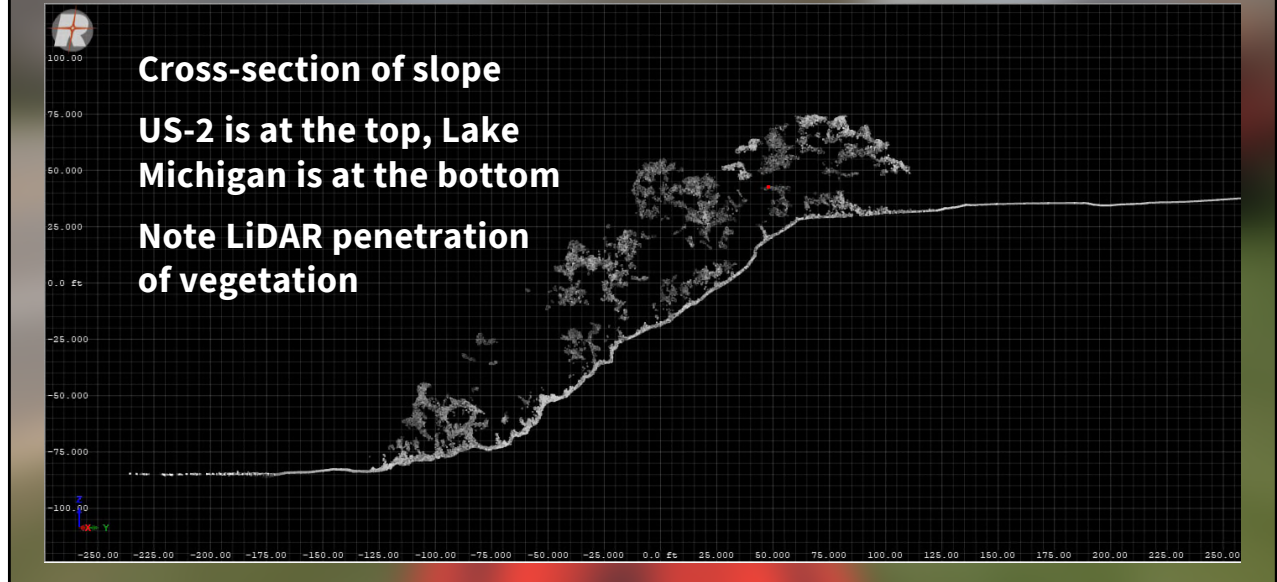 Cross-section of slope
US-2 is at the top, Lake
Michigan is at the bottom
Note LiDAR penetration
of vegetation
100.00
75.000
50.000
25.000
0.0 ft
-25.000
-50.000
-75.000
-100.00
Z
X Y
-250.00 -225.00 -200.00 -175.00 -150.00 -125.00 -100.00 -75.000 -50.000 -25.000 0.0 ft 25.000 50.000 75.000 100.00 125.00 150.00 175.00 200.00 225.00 250.00